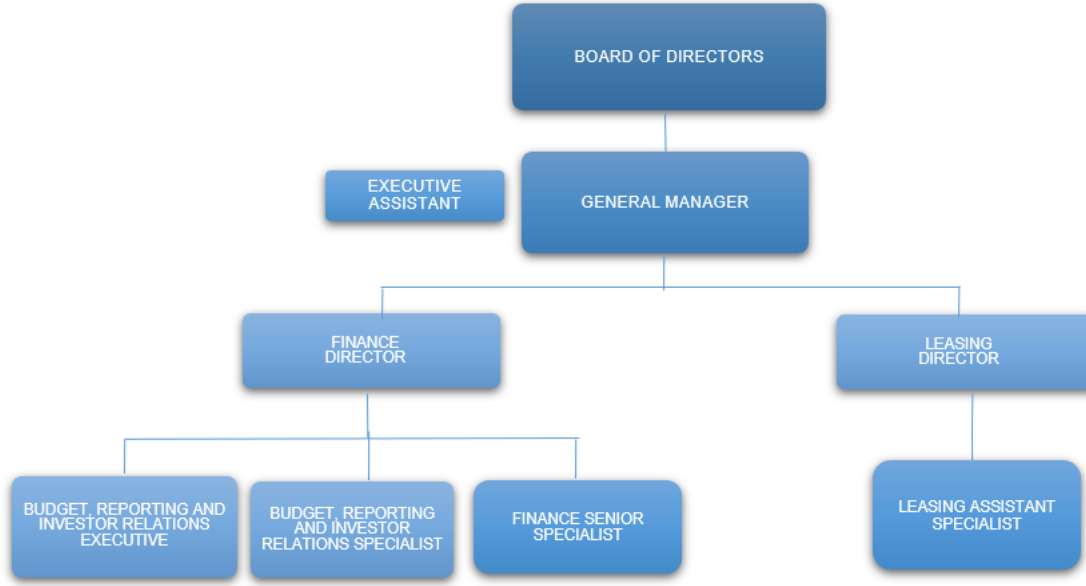 BOARD OF DIRECTORS
EXECUTIVE
ASSISTANT
GENERAL MANAGER
FINANCE
DIRECTOR
LEASING
DIRECTOR
BUDGET, REPORTING AND
INVESTOR RELATIONS
EXECUTIVE
BUDGET, REPORTING
AND INVESTOR
RELATIONS SPECIALIST
FINANCE SENIOR
SPECIALIST
LEASING ASSISTANT
SPECIALIST